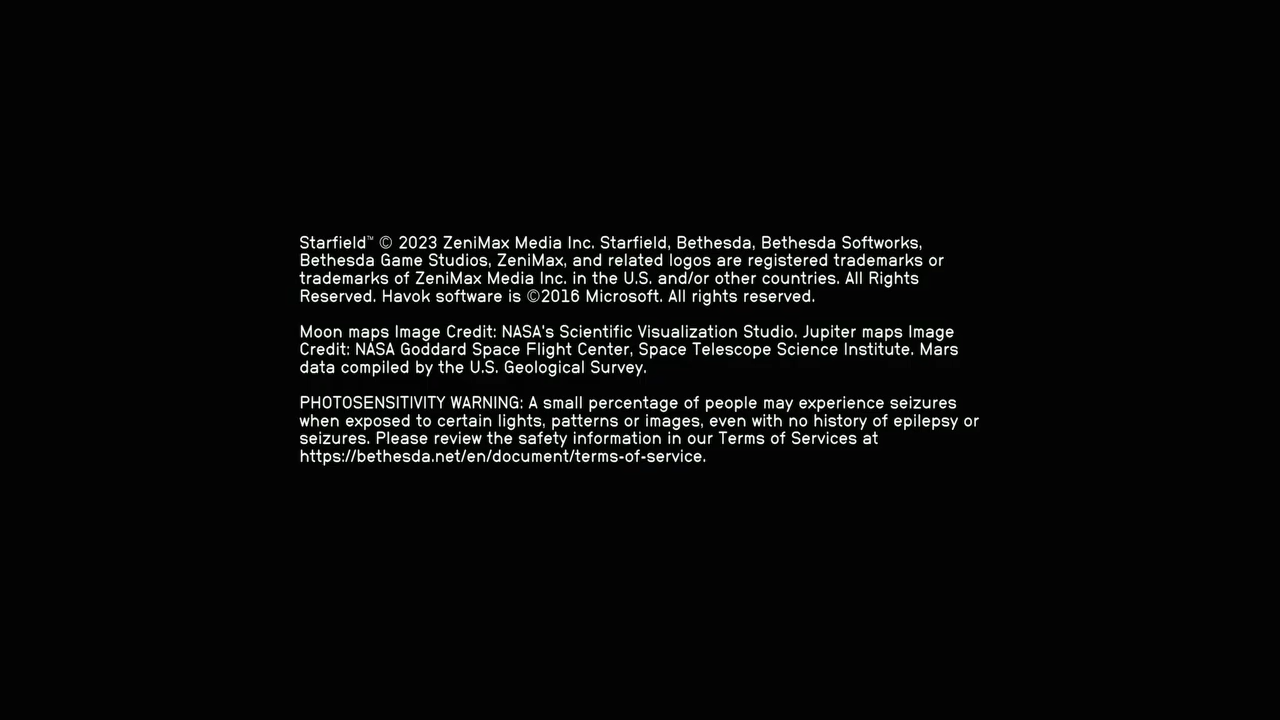 Starfield™ © 2023 ZeniMax Media Inc. Starfield, Bethesda, Bethesda Softworks,
Bethesda Game Studios, ZeniMax, and related logos are registered trademarks or
trademarks of ZeniMax Media Inc. in the U.S. and/or other countries. All Rights
Reserved. Havok software is ©2016 Microsoft. All rights reserved.
Moon maps Image Credit: NASA's Scientific Visualization Studio. Jupiter maps Image
Credit: NASA Goddard Space Flight Center, Space Telescope Science Institute. Mars
data compiled by the U.S. Geological Survey.
PHOTOSENSITIVITY WARNING: A small percentage of people may experience seizures
when exposed to certain lights, patterns or images, even with no history of epilepsy or
seizures. Please review the safety information in our Terms of Services at
https://bethesda.net/en/document/terms-of-service.